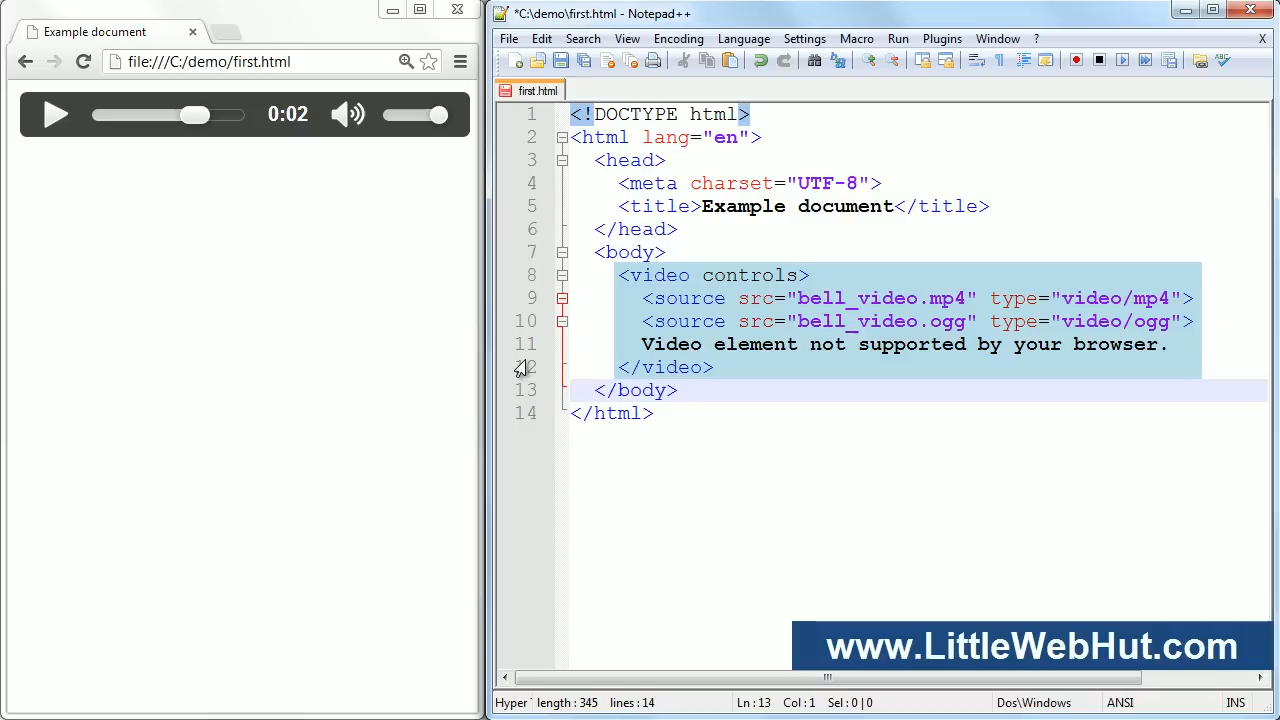 Example document
file:///C:/demo/first.html
0:02
*C:\demo\first.html - Notepad++
File Edit Search View Encoding Language Settings Macro Run Plugins Window ? X
first.html
1 <!DOCTYPE html>
2 <html lang="en">
3 <head>
4 <meta charset="UTF-8">
5 <title>Example document</title>
6 </head>
7 <body>
8 <video controls>
9 <source src="bell_video.mp4" type="video/mp4">
10 <source src="bell_video.ogg" type="video/ogg">
11 Video element not supported by your browser.
12 </video>
13 </body>
14 </html>
www.LittleWebHut.com
Hyper length : 345 lines : 14 Ln : 13 Col : 1 Sel : 0 | 0 Dos\Windows ANSI INS